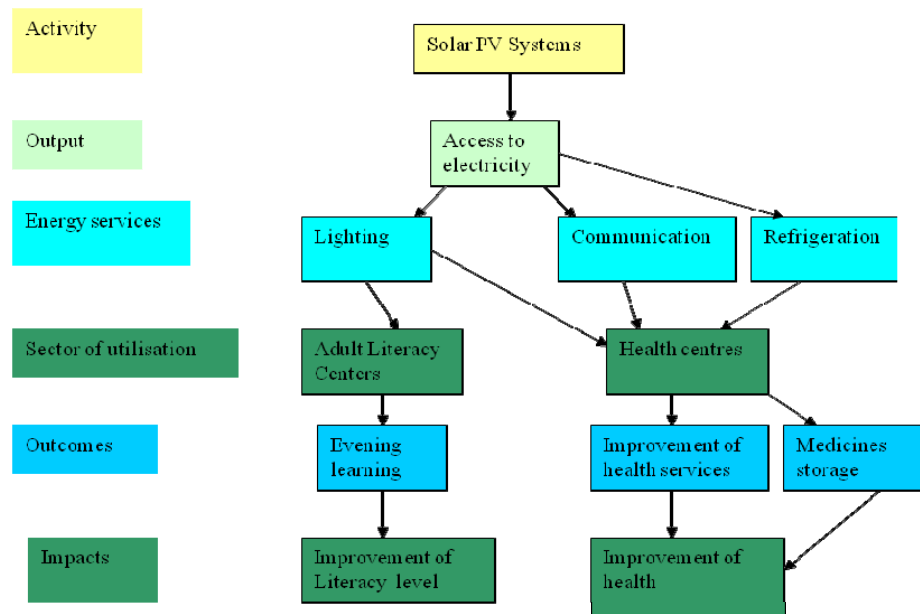 Activity
Solar PV Systems
Output
Access to
electricity
Energy services
Lighting
Communication
Refrigeration
Sector of utilisation
Adult Literacy
Centers
Health centres
Outcomes
Evening
learning
Improvement of
health services
Medicines
storage
Impacts
Improvement of
Literacy level
Improvement of
health